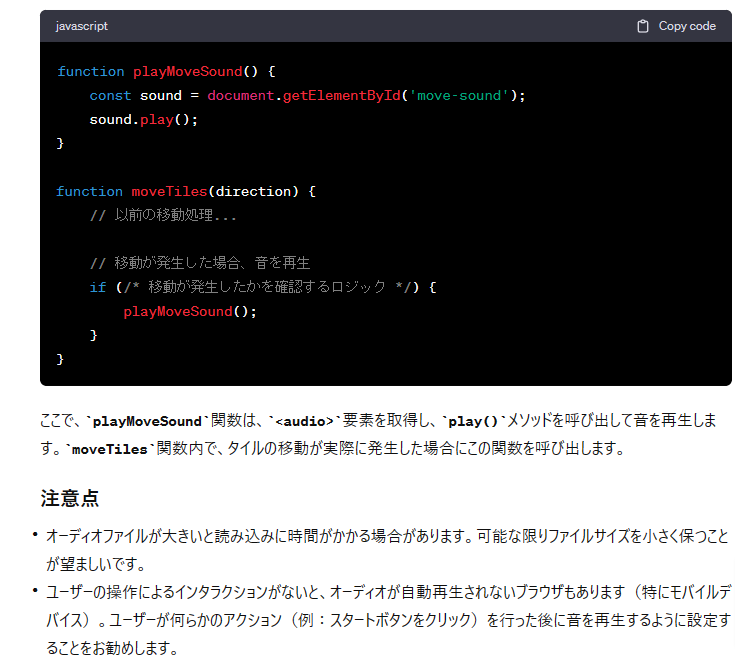 javascript
Copy code
function playMoveSound() {
    const sound = document.getElementById('move-sound');
    sound.play();
}

function moveTiles(direction) {
    // 以前の移動処理...

    // 移動が発生した場合、音を再生
    if (/* 移動が発生したかを確認するロジック */) {
        playMoveSound();
    }
}
ここで、`playMoveSound`関数は、`<audio>`要素を取得し、`play()`メソッドを呼び出して音を再生しま
す。`moveTiles`関数内で、タイルの移動が実際に発生した場合にこの関数を呼び出します。
注意点
• オーディオファイルが大きいと読み込みに時間がかかる場合があります。可能な限りファイルサイズを小さく保つこと
が望ましいです。
• ユーザーの操作によるインタラクションがないと、オーディオが自動再生されないブラウザもあります（特にモバイルデ
バイス）。ユーザーが何らかのアクション（例：スタートボタンをクリック）を行った後に音を再生するように設定す
ることをお勧めします。